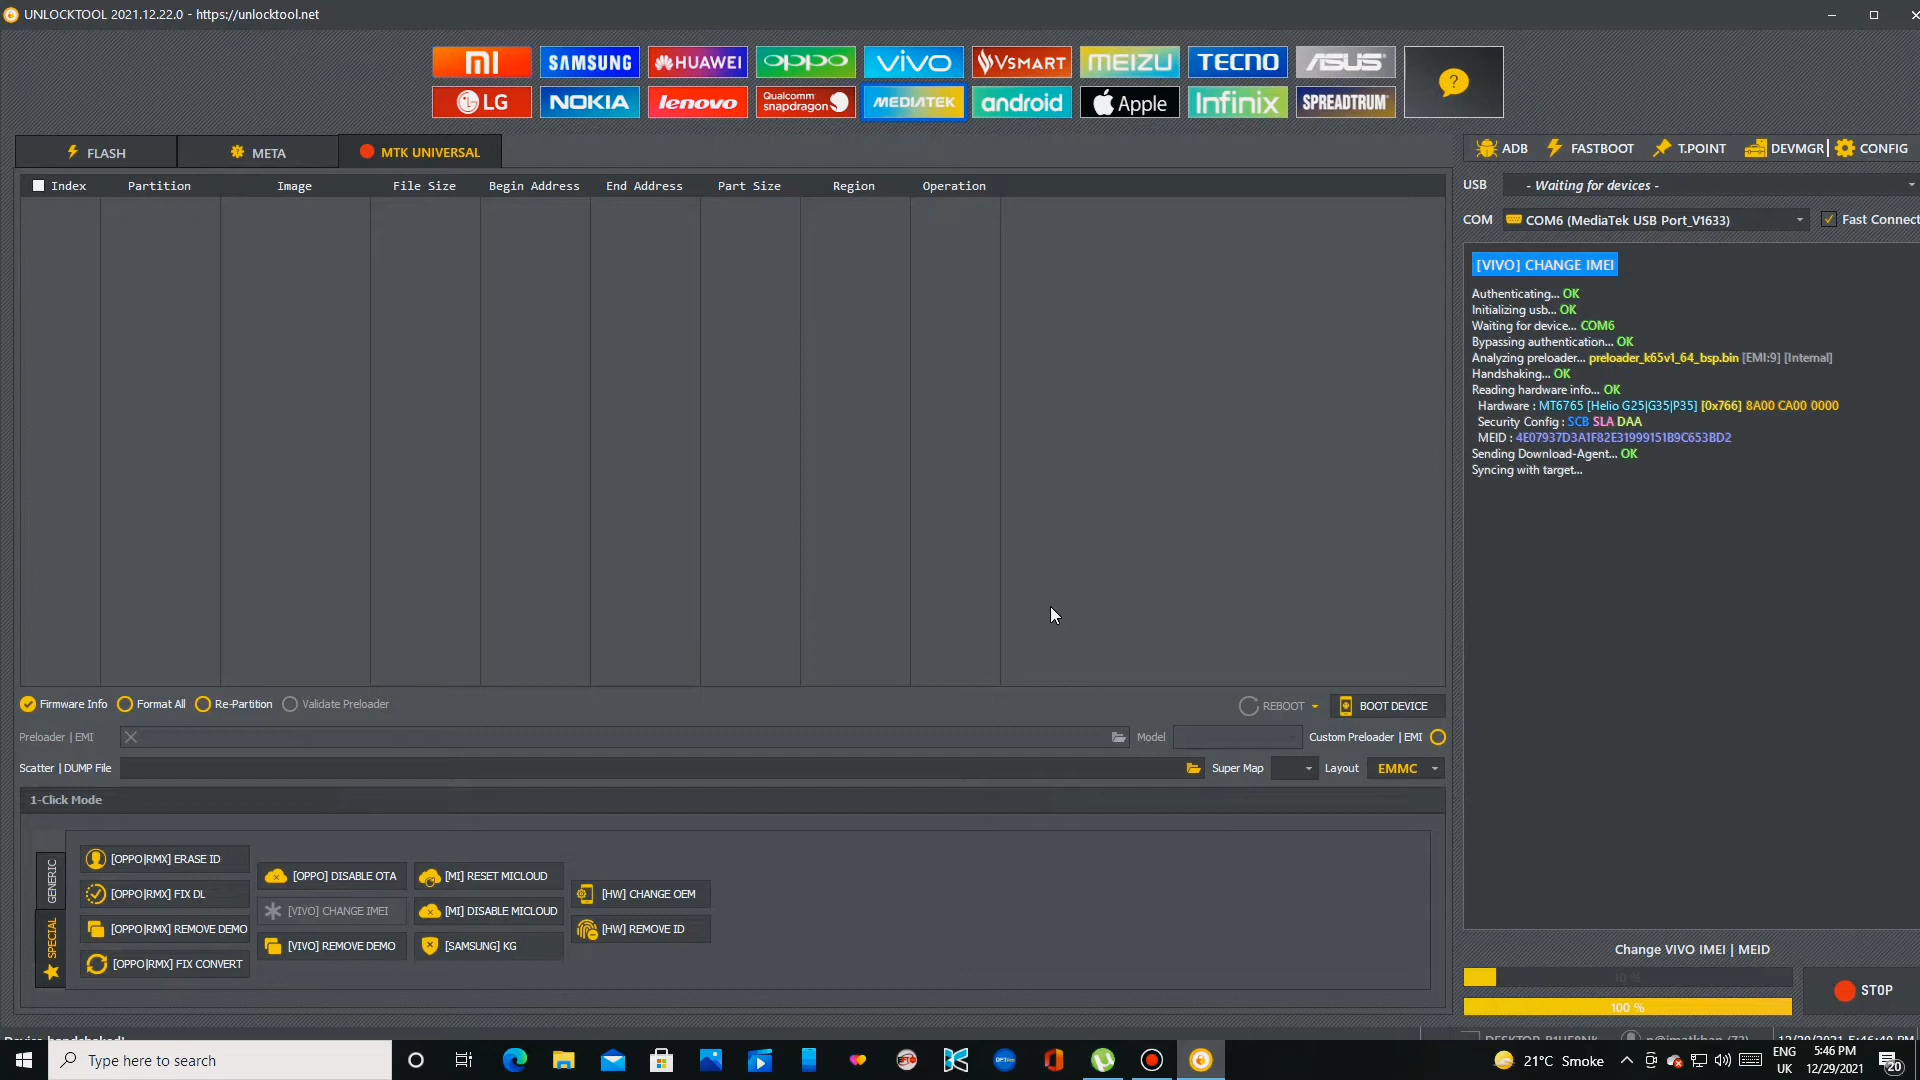 UNLOCKTOOL 2021.12.22.0 - https://unlocktool.net
MI SAMSUNG HUAWEI oppo vivo VSMART MEIZU TECNO ASUS ?
LG NOKIA lenovo Qualcomm snapdragon MEDIATEK android Apple Infinix SPREADTRUM
FLASH META MTK UNIVERSAL
ADB FASTBOOT T.POINT DEVMGR CONFIG
Index Partition Image File Size Begin Address End Address Part Size Region Operation
USB - Waiting for devices -
COM COM6 (MediaTek USB Port_V1633) Fast Connect
[VIVO] CHANGE IMEI
Authenticating... OK
Initializing usb... OK
Waiting for device... COM6
Bypassing authentication... OK
Analyzing preloader... preloader_k65v1_64_bsp.bin [EMI:9] [Internal]
Handshaking... OK
Reading hardware info... OK
Hardware : MT6765 [Helio G25|G35|P35] [0x766] 8A00 CA00 0000
Security Config : SCB SLA DAA
MEID : 4E07937D3A1F82E31999151B9C653BD2
Sending Download-Agent... OK
Syncing with target...
Firmware Info Format All Re-Partition Validate Preloader REBOOT BOOT DEVICE
Preloader | EMI Model Custom Preloader | EMI
Scatter | DUMP File Super Map Layout EMMC
1-Click Mode
GENERIC
SPECIAL
[OPPO|RMX] ERASE ID
[OPPO|RMX] FIX DL
[OPPO|RMX] REMOVE DEMO
[OPPO|RMX] FIX CONVERT
[OPPO] DISABLE OTA
[VIVO] CHANGE IMEI
[VIVO] REMOVE DEMO
[MI] RESET MICLOUD
[MI] DISABLE MICLOUD
[SAMSUNG] KG
[HW] CHANGE OEM
[HW] REMOVE ID
Change VIVO IMEI | MEID
10 %
100 %
STOP
Type here to search
21°C Smoke
ENG
UK
5:46 PM
12/29/2021
20